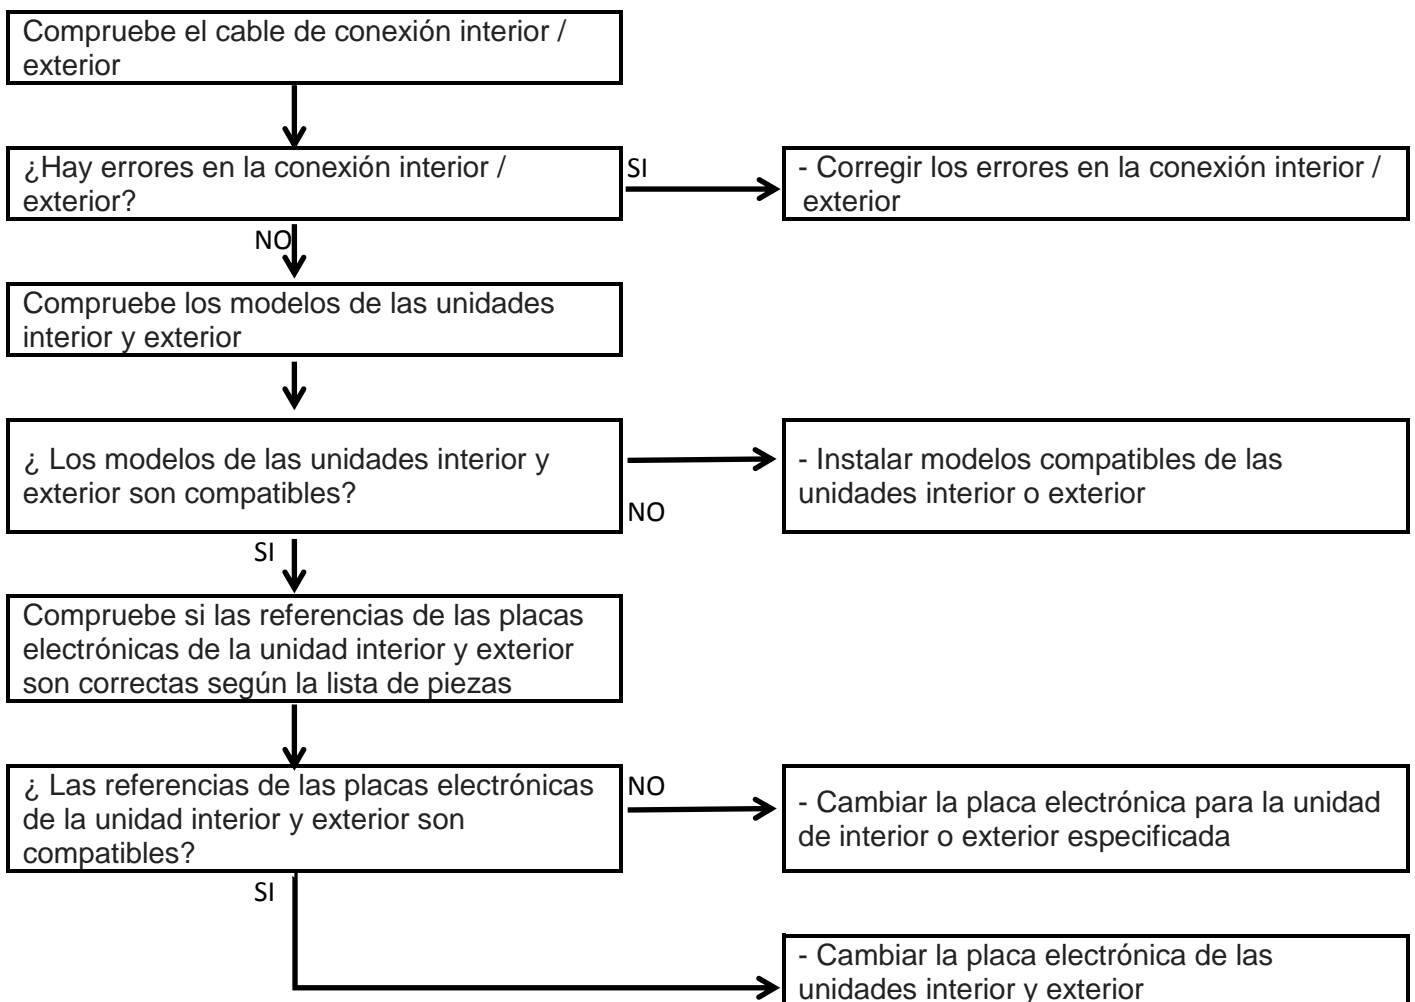 Compruebe el cable de conexión interior /
exterior
¿Hay errores en la conexión interior /
exterior?
SI
- Corregir los errores en la conexión interior /
exterior
NO
Compruebe los modelos de las unidades
interior y exterior
¿ Los modelos de las unidades interior y
exterior son compatibles?
NO
- Instalar modelos compatibles de las
unidades interior o exterior
SI
Compruebe si las referencias de las placas
electrónicas de la unidad interior y exterior
son correctas según la lista de piezas
¿ Las referencias de las placas electrónicas
de la unidad interior y exterior son
compatibles?
NO
- Cambiar la placa electrónica para la unidad
de interior o exterior especificada
SI
- Cambiar la placa electrónica de las
unidades interior y exterior